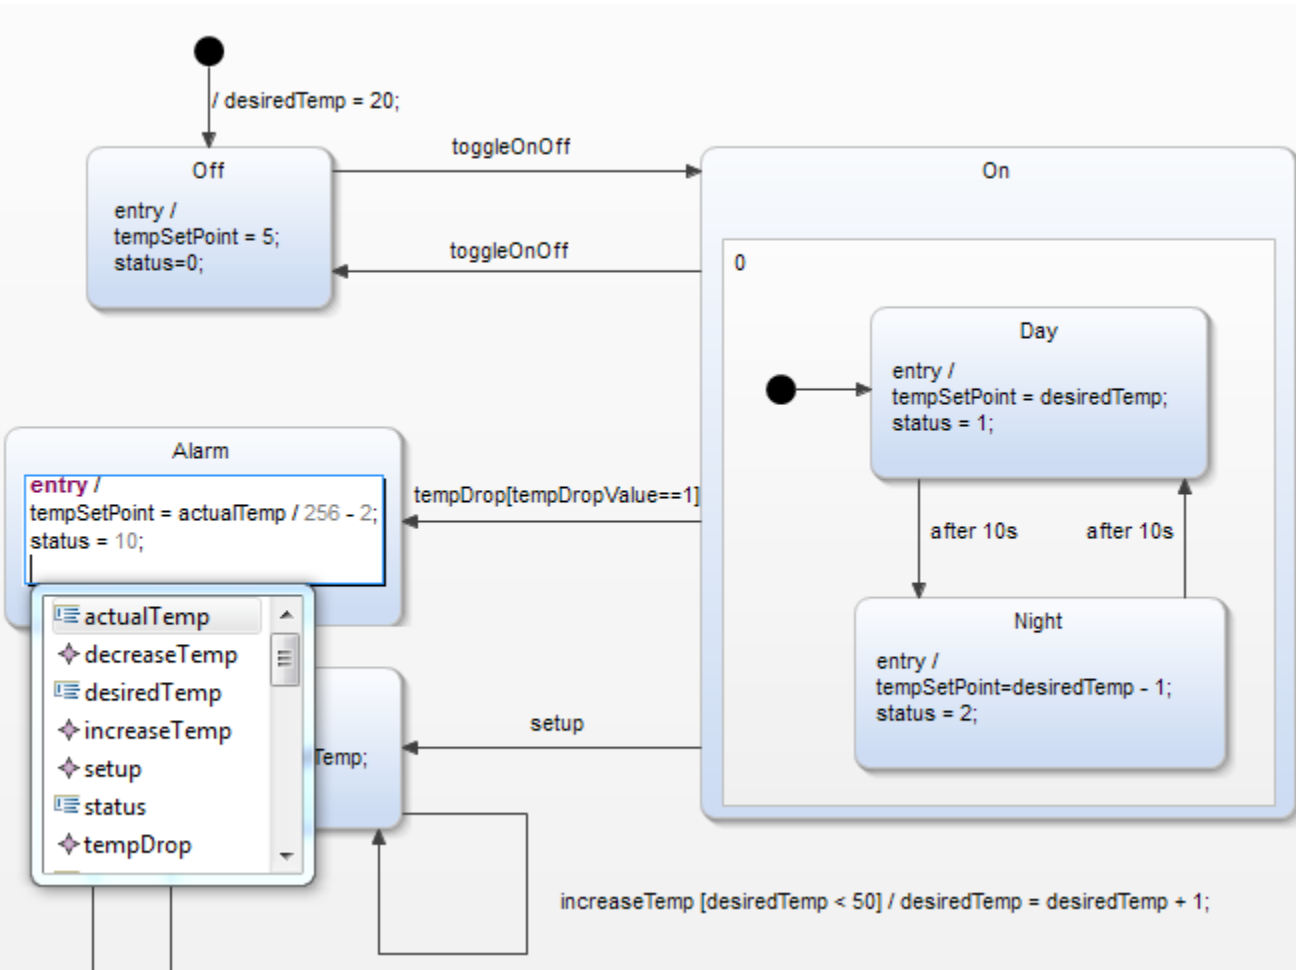 / desiredTemp = 20;
toggleOnOff
Off
entry /
tempSetPoint = 5;
status=0;
toggleOnOff
On
0
Day
entry /
tempSetPoint = desiredTemp;
status = 1;
after 10s
after 10s
Night
entry /
tempSetPoint=desiredTemp - 1;
status = 2;
Alarm
entry /
tempSetPoint = actualTemp / 256 - 2;
status = 10;
tempDrop[tempDropValue==1]
actualTemp
decreaseTemp
desiredTemp
increaseTemp
setup
status
tempDrop
setup
Temp;
increaseTemp [desiredTemp < 50] / desiredTemp = desiredTemp + 1;